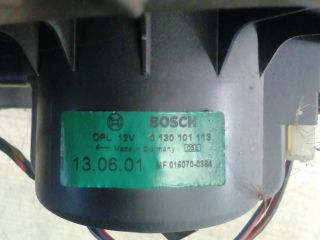 BOSCH
CPL 12V 0 130 101 113
Made in Germany
13.06.01 MF 016070-0384